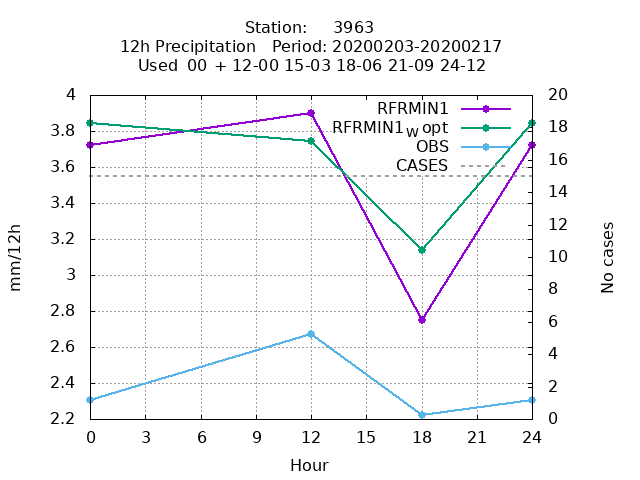 Station:     3963
12h Precipitation   Period: 20200203-20200217
Used  00 + 12-00 15-03 18-06 21-09 24-12
4
3.8
3.6
3.4
3.2
3
2.8
2.6
2.4
2.2
20
18
16
14
12
10
8
6
4
2
0
RFRMIN1
RFRMIN1wopt
OBS
CASES
mm/12h
No cases
0 3 6 9 12 15 18 21 24
Hour